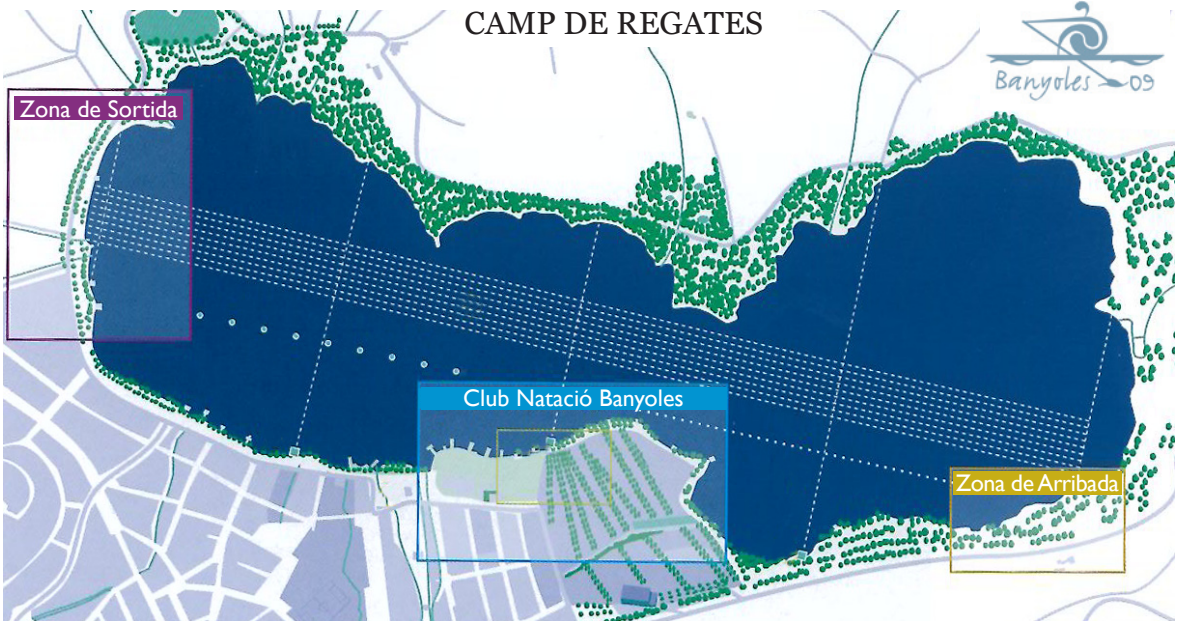 CAMP DE REGATES
Banyoles 09
Zona de Sortida
Club Natació Banyoles
Zona de Arribada